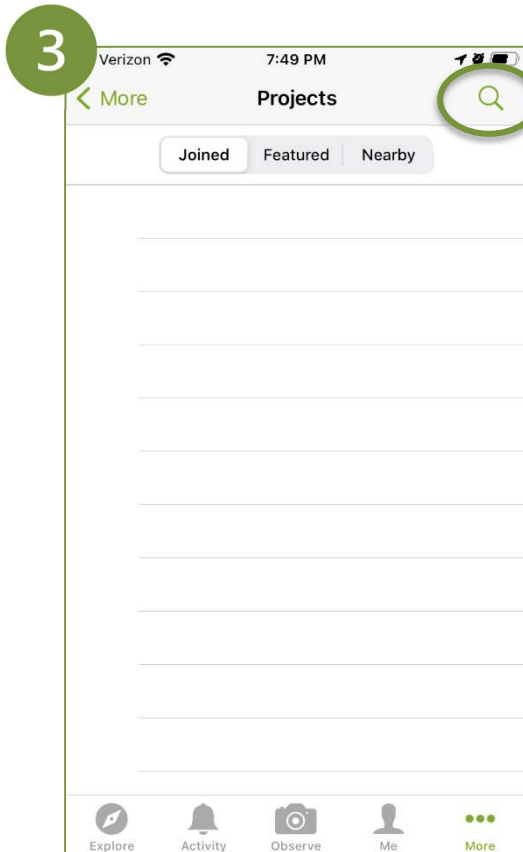 3
Verizon 7:49 PM
More Projects
Joined Featured Nearby
Explore Activity Observe Me More